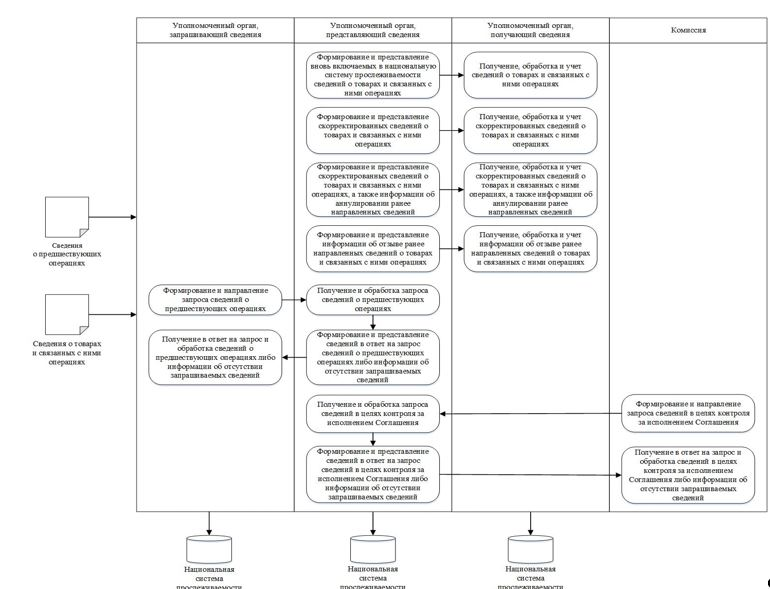 Уполномоченный орган,
запрашивающий сведения
Уполномоченный орган,
представляющий сведения
Уполномоченный орган,
получающий сведения
Комиссия
Формирование и представление
вновь включаемых в национальную
систему прослеживаемости
сведений о товарах и связанных с
ними операциях
Получение, обработка и учет
сведений о товарах и связанных с
ними операциях
Формирование и представление
скорректированных сведений о
товарах и связанных с ними
операциях
Получение, обработка и учет
скорректированных сведений о
товарах и связанных с ними
операциях
Формирование и представление
скорректированных сведений о
товарах и связанных с ними
операциях, а также информации об
аннулировании ранее
направленных сведений
Получение, обработка и учет
скорректированных сведений о
товарах и связанных с ними
операциях, а также информации об
аннулировании ранее
направленных сведений
Формирование и представление
информации об отзыве ранее
направленных сведений о товарах
и связанных с ними операциях
Получение, обработка и учет
информации об отзыве ранее
направленных сведений о товарах
и связанных с ними операциях
Сведения
о предшествующих
операциях
Формирование и направление
запроса сведений о
предшествующих операциях
Получение и обработка запроса
сведений о предшествующих
операциях
Сведения о товарах
и связанных с ними
операциях
Получение в ответ на запрос и
обработка сведений о
предшествующих операциях либо
информации об отсутствии
запрашиваемых сведений
Формирование и представление
сведений в ответ на запрос
сведений о предшествующих
операциях либо информации об
отсутствии запрашиваемых
сведений
Получение и обработка запроса
сведений в целях контроля за
исполнением Соглашения
Формирование и направление
запроса сведений в целях контроля
за исполнением Соглашения
Формирование и представление
сведений в ответ на запрос
сведений в целях контроля за
исполнением Соглашения либо
информации об отсутствии
запрашиваемых сведений
Получение в ответ на запрос и
обработка сведений в целях
контроля за исполнением
Соглашения либо информации об
отсутствии запрашиваемых
сведений
Национальная
система
прослеживаемости
Национальная
система
прослеживаемости
Национальная
система
прослеживаемости